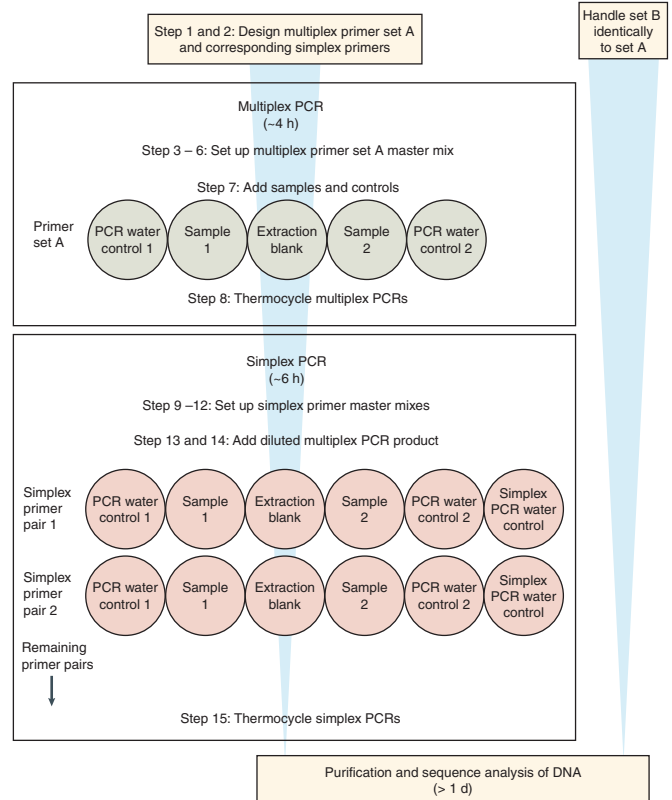 Step 1 and 2: Design multiplex primer set A
and corresponding simplex primers
Handle set B
identically
to set A
Multiplex PCR
(~4 h)
Step 3 – 6: Set up multiplex primer set A master mix
Step 7: Add samples and controls
Primer
set A
PCR water
control 1
Sample
1
Extraction
blank
Sample
2
PCR water
control 2
Step 8: Thermocycle multiplex PCRs
Simplex PCR
(~6 h)
Step 9 –12: Set up simplex primer master mixes
Step 13 and 14: Add diluted multiplex PCR product
Simplex
primer
pair 1
PCR water
control 1
Sample
1
Extraction
blank
Sample
2
PCR water
control 2
Simplex
PCR water
control
Simplex
primer
pair 2
PCR water
control 1
Sample
1
Extraction
blank
Sample
2
PCR water
control 2
Simplex
PCR water
control
Remaining
primer pairs
Step 15: Thermocycle simplex PCRs
Purification and sequence analysis of DNA
(> 1 d)